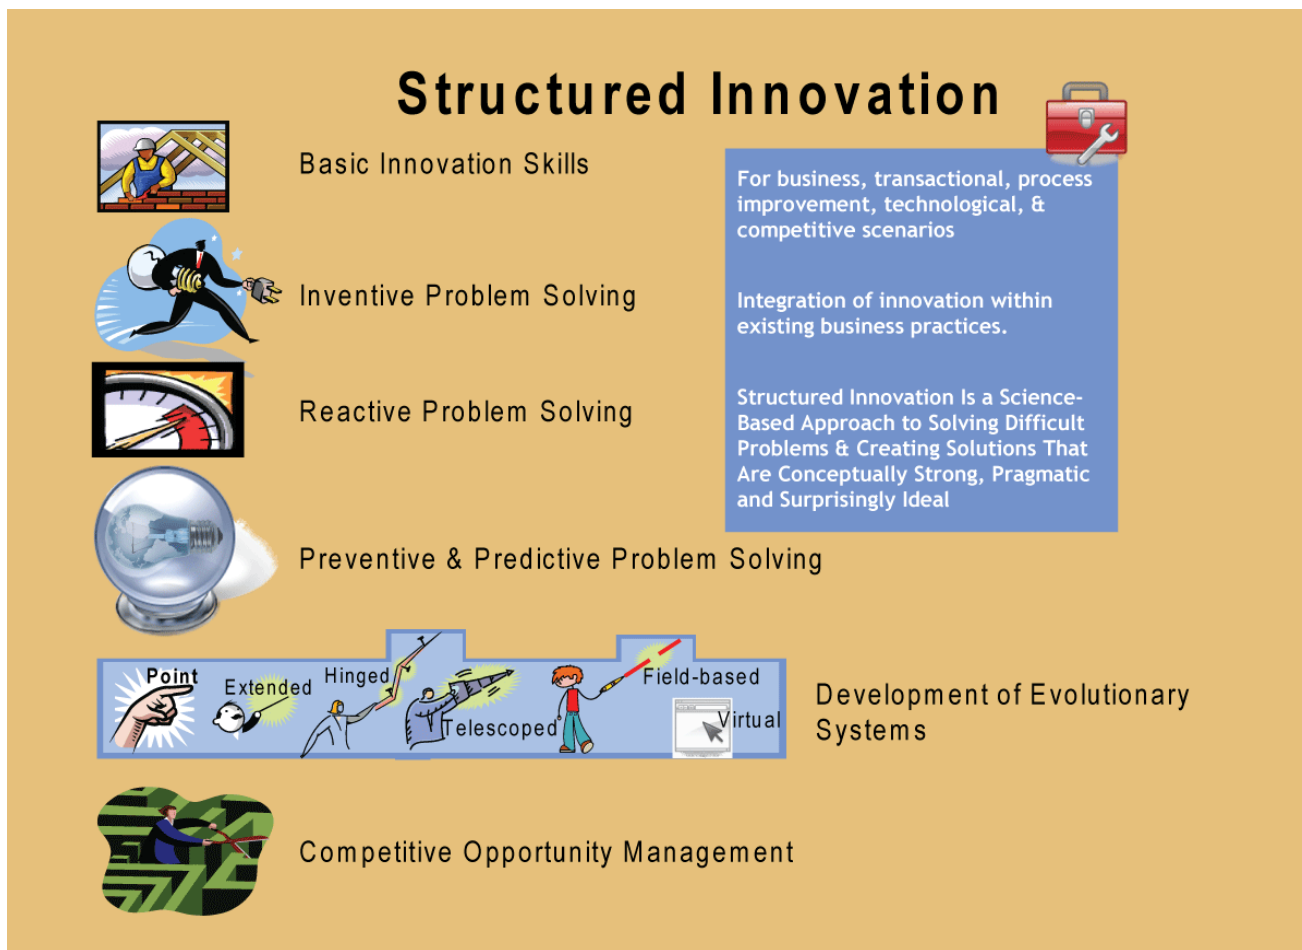 Structured Innovation
Basic Innovation Skills
For business, transactional, process
improvement, technological, &
competitive scenarios
Inventive Problem Solving
Integration of innovation within
existing business practices.
Reactive Problem Solving
Structured Innovation Is a Science-
Based Approach to Solving Difficult
Problems & Creating Solutions That
Are Conceptually Strong, Pragmatic
and Surprisingly Ideal
Preventive & Predictive Problem Solving
Point
Extended
Hinged
Telescoped
Field-based
Virtual
Development of Evolutionary
Systems
Competitive Opportunity Management